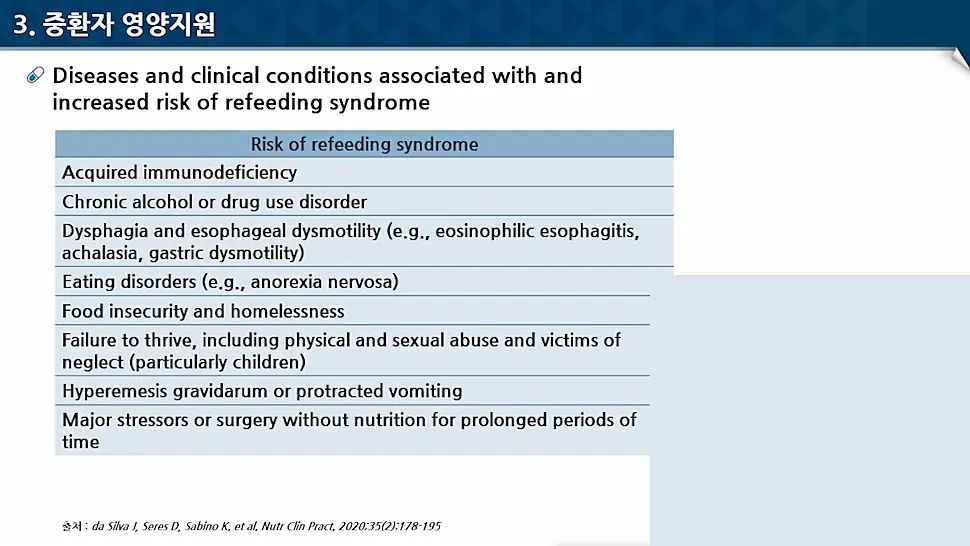 3. 중환자 영양지원
Diseases and clinical conditions associated with and
increased risk of refeeding syndrome
Risk of refeeding syndrome
Acquired immunodeficiency
Chronic alcohol or drug use disorder
Dysphagia and esophageal dysmotility (e.g., eosinophilic esophagitis,
achalasia, gastric dysmotility)
Eating disorders (e.g., anorexia nervosa)
Food insecurity and homelessness
Failure to thrive, including physical and sexual abuse and victims of
neglect (particularly children)
Hyperemesis gravidarum or protracted vomiting
Major stressors or surgery without nutrition for prolonged periods of
time
출처 : da Silva J, Seres D, Sabino K, et al, Nutr Clin Pract. 2020;35(2):178-195